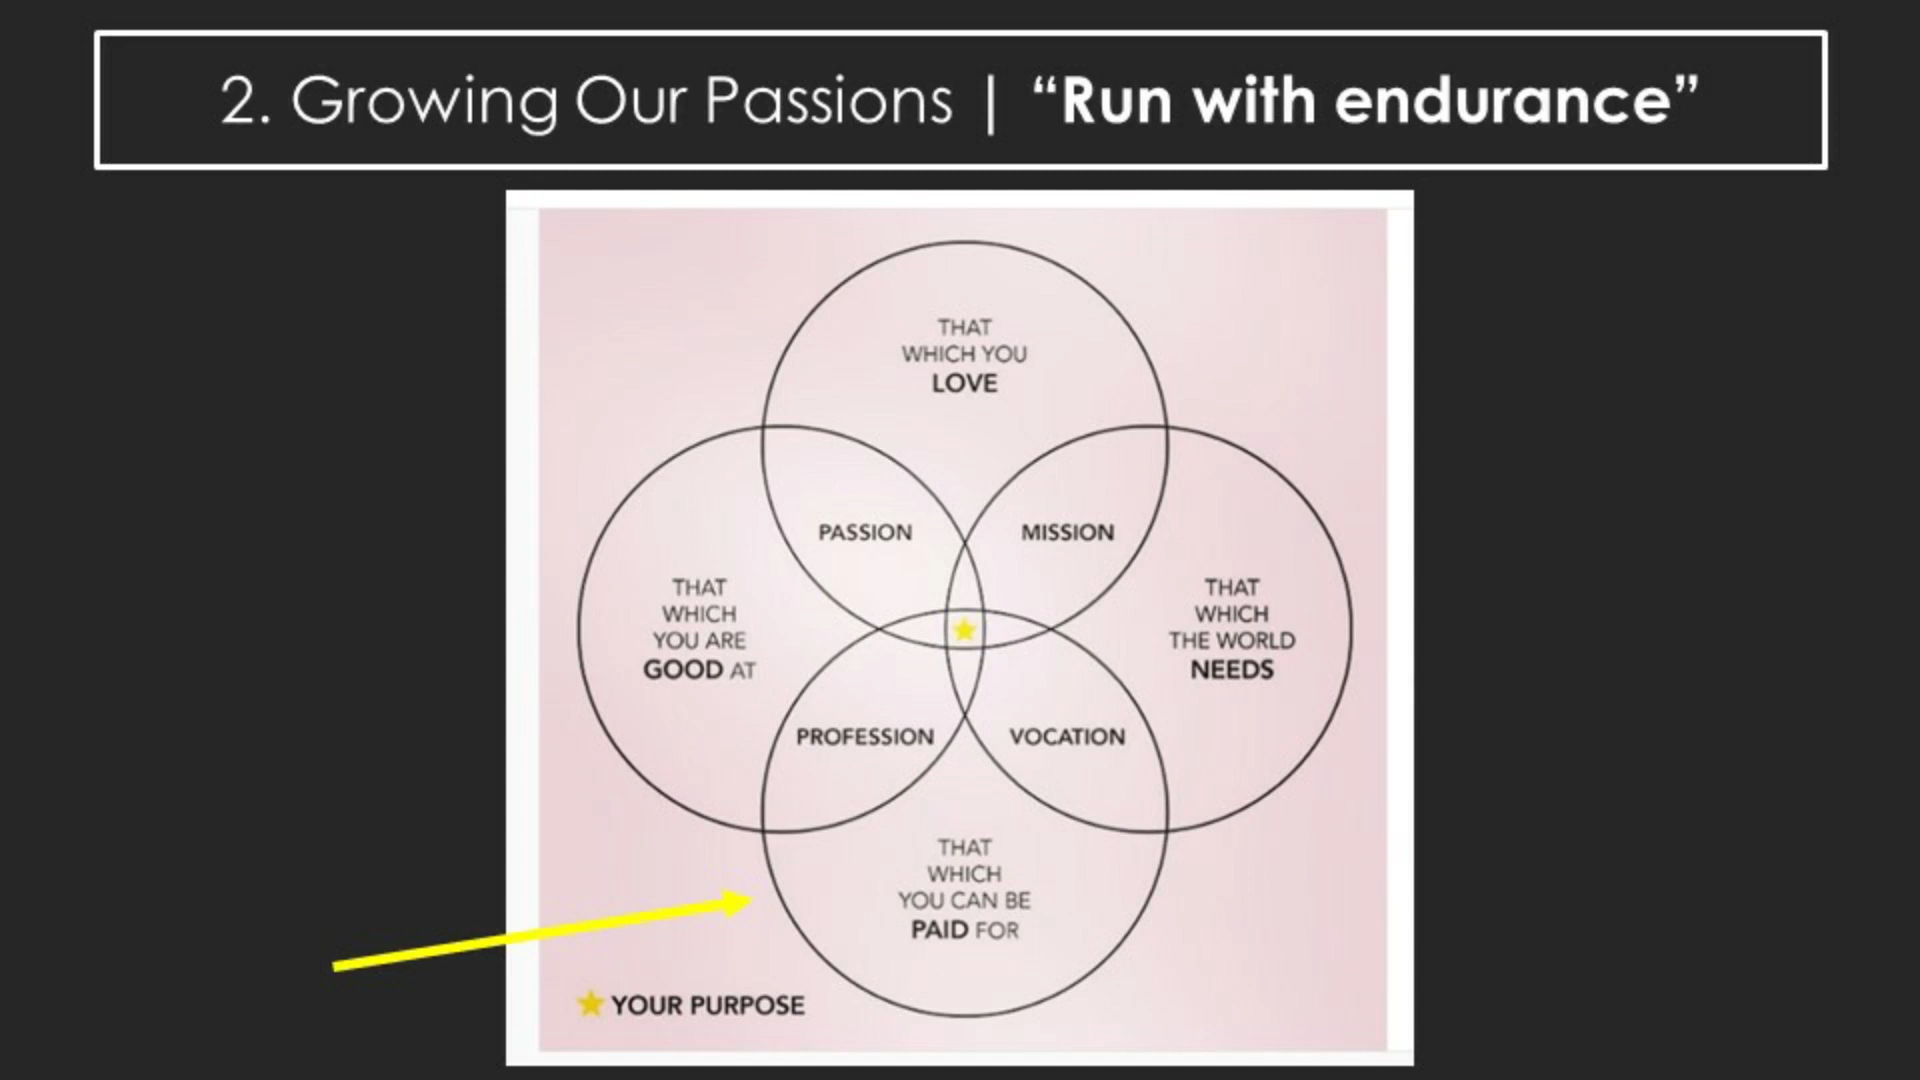 2. Growing Our Passions | “Run with endurance”
THAT
WHICH YOU
LOVE
PASSION
MISSION
THAT
WHICH
YOU ARE
GOOD AT
THAT
WHICH
THE WORLD
NEEDS
PROFESSION
VOCATION
THAT
WHICH
YOU CAN BE
PAID FOR
YOUR PURPOSE